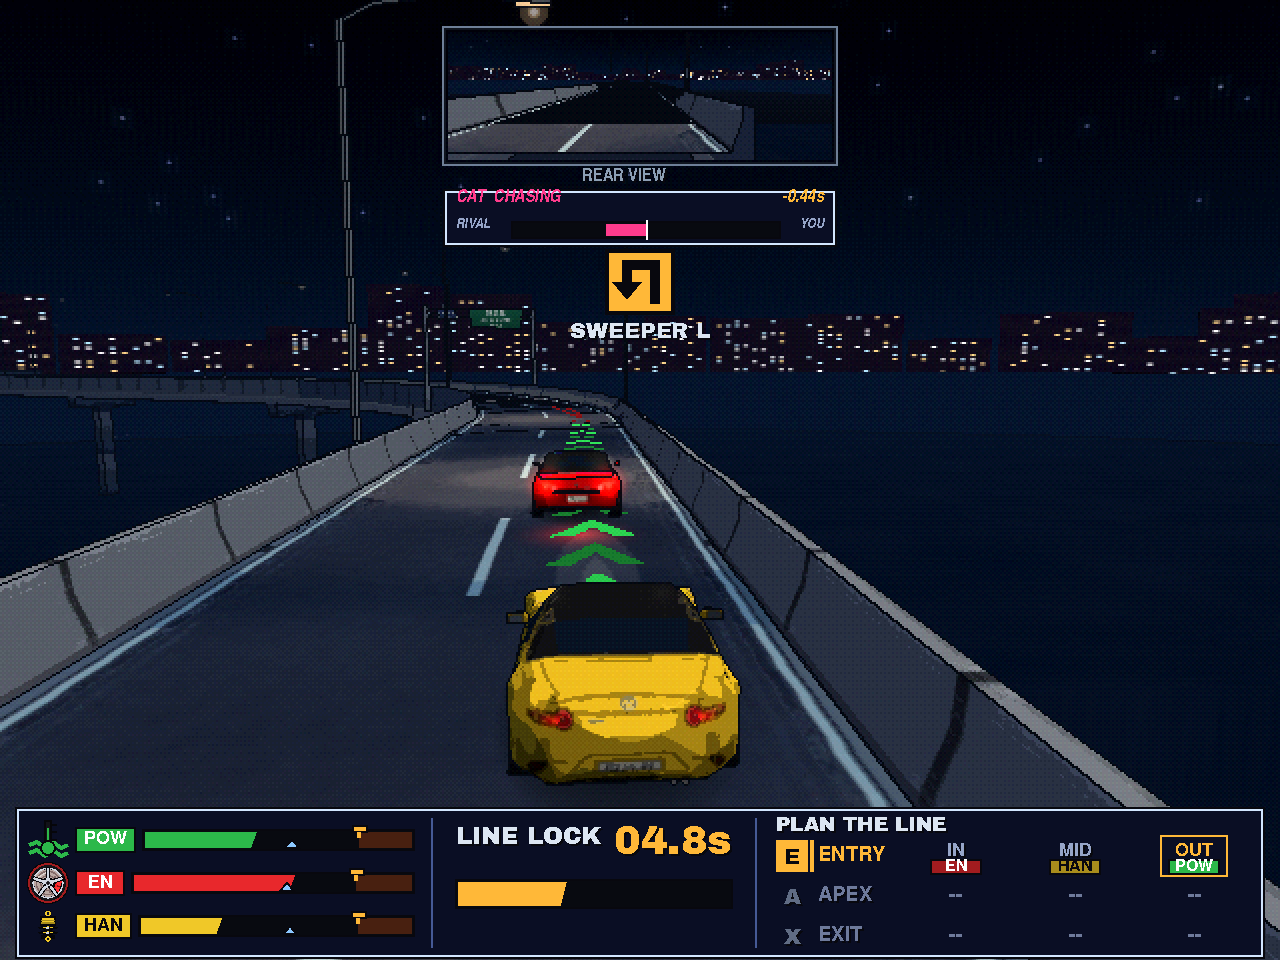 REAR VIEW
CAT CHASING -0.44s
RIVAL YOU
SWEEPER L
POW
EN
HAN
LINE LOCK 04.8s
PLAN THE LINE
E ENTRY IN MID OUT
EN HAN POW
A APEX -- -- --
X EXIT -- -- --